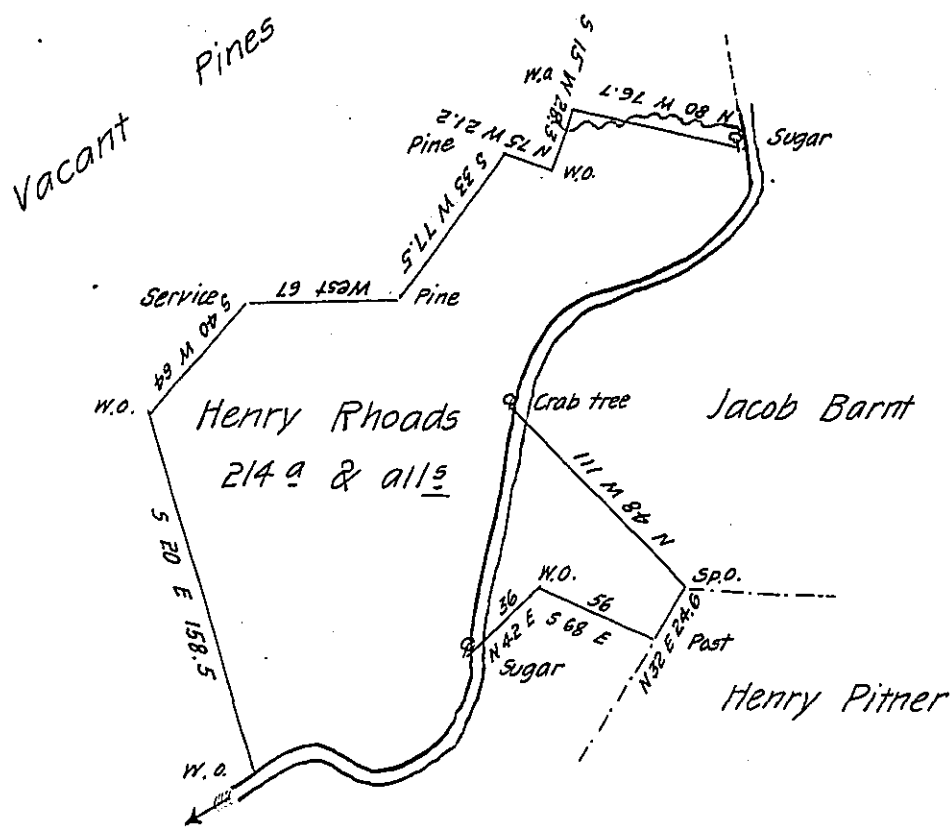 Vacant Pines
S 15 W 28.3
W.O.
N 80 W 76.7
Sugar
N 75 W 21.2
Pine
W.O.
S 33 W 77.5
Pine
West 67
Service
S 40 W 64
W.O.
Henry Rhoads
214 a & alls
Crab tree
Jacob Barnt
N 48 W 111
S 20 E 158.5
W.O.
36
N 42 E
56
S 68 E
Sp.O.
N 32 E 24.6
Post
Sugar
Henry Pitner
W.O.